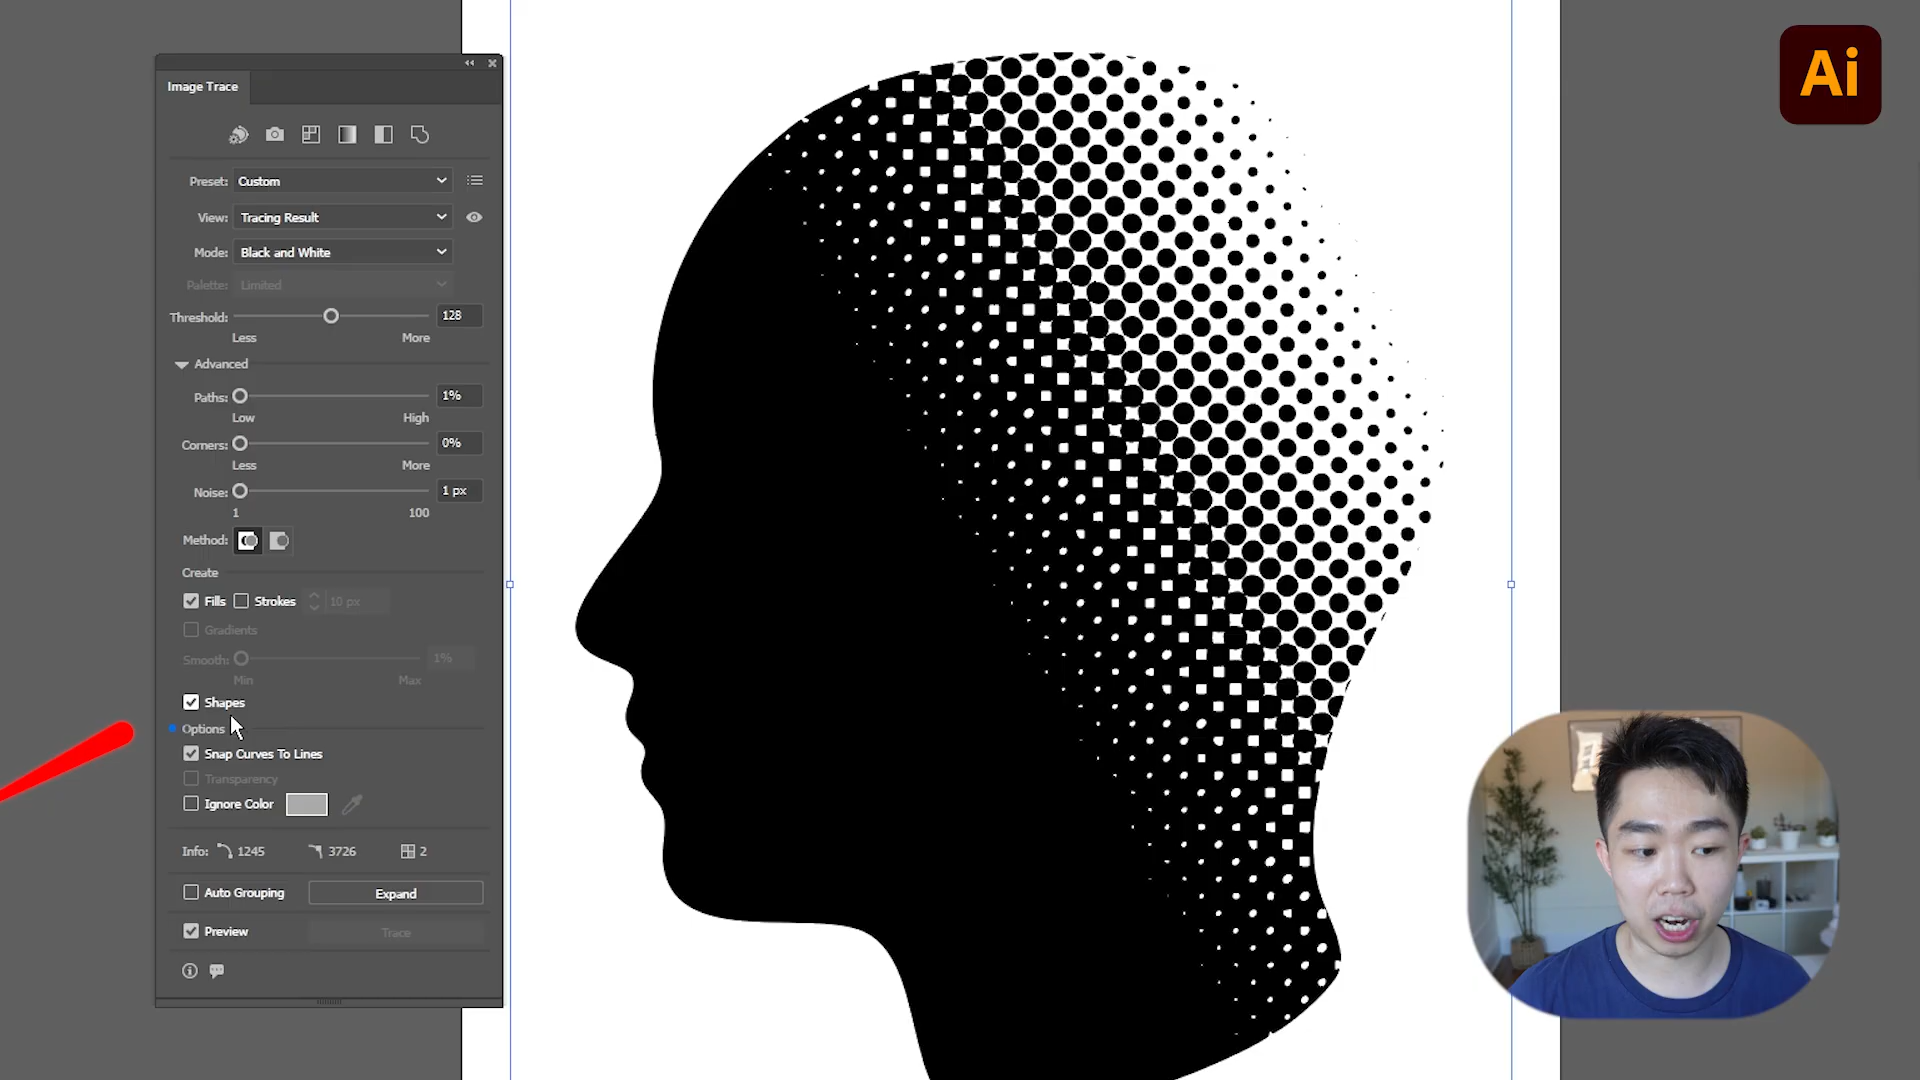 Ai
Image Trace
Preset: Custom
View: Tracing Result
Mode: Black and White
Palette: Limited
Threshold: 128
Less More
Advanced
Paths: 1%
Low High
Corners: 0%
Less More
Noise: 1 px
1 100
Method:
Create
Fills Strokes 10 px
Gradients
Smooth: 1%
Min Max
Shapes
Options
Snap Curves To Lines
Transparency
Ignore Color
Info: 1245 3726 2
Auto Grouping Expand
Preview Trace